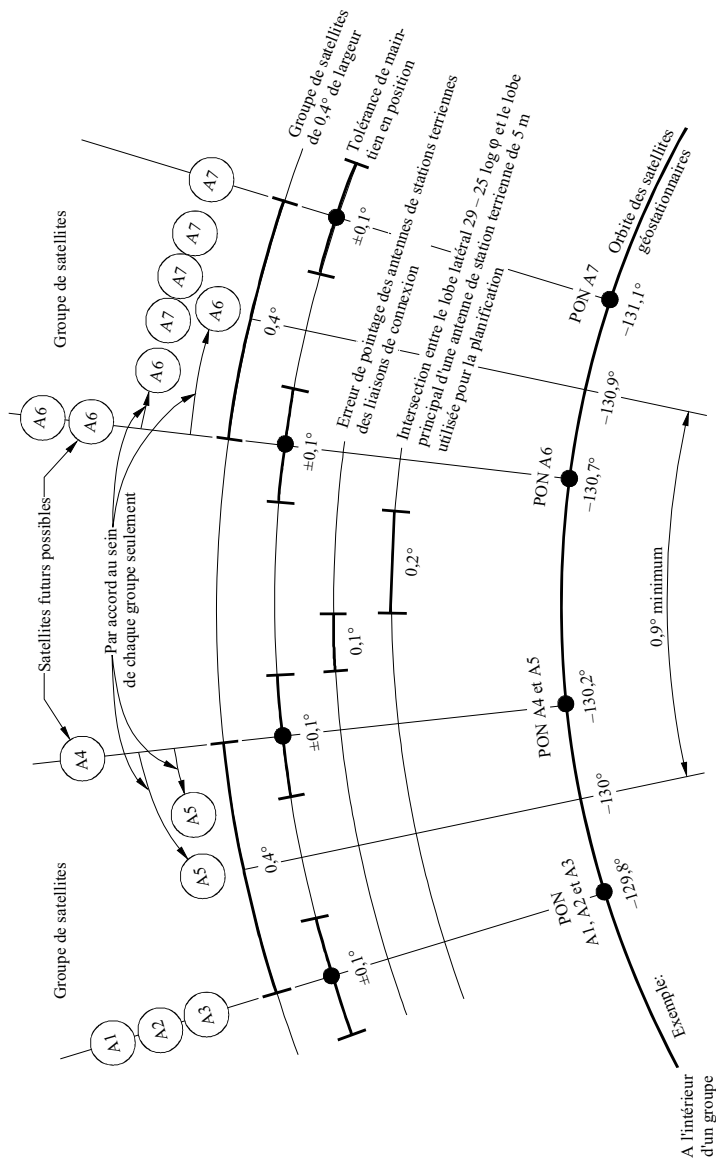 Groupe de satellites
Groupe de satellites
Satellites futurs possibles
Par accord au sein
de chaque groupe seulement
A1
A2
A3
A4
A5
A5
A6
A6
A6
A6
A7
A7
A7
A7
Groupe de satellites
de 0,4° de largeur
0,4°
0,4°
Tolérance de main-
tien en position
±0,1°
±0,1°
±0,1°
±0,1°
Erreur de pointage des antennes de stations terriennes
des liaisons de connexion
0,1°
Intersection entre le lobe latéral 29 – 25 log φ et le lobe
principal d'une antenne de station terrienne de 5 m
utilisée pour la planification
0,2°
PON
A1, A2 et A3
PON A4 et A5
PON A6
PON A7
Orbite des satellites
géostationnaires
–129,8°
–130°
–130,2°
–130,7°
–130,9°
–131,1°
0,9° minimum
Exemple:
A l'intérieur
d'un groupe